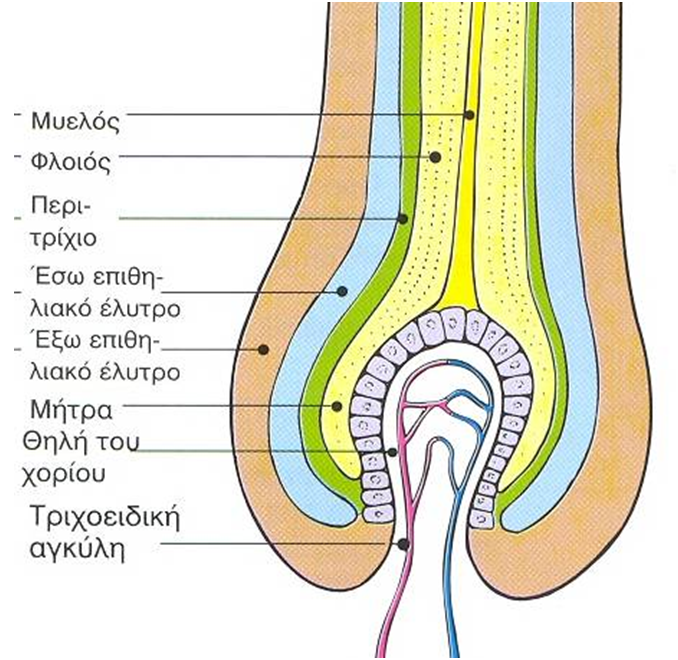 Μυελός
Φλοιός
Περι-
τρίχιο
Έσω επιθη-
λιακό έλυτρο
Έξω επιθη-
λιακό έλυτρο
Μήτρα
Θηλή του
χορίου
Τριχοειδική
αγκύλη